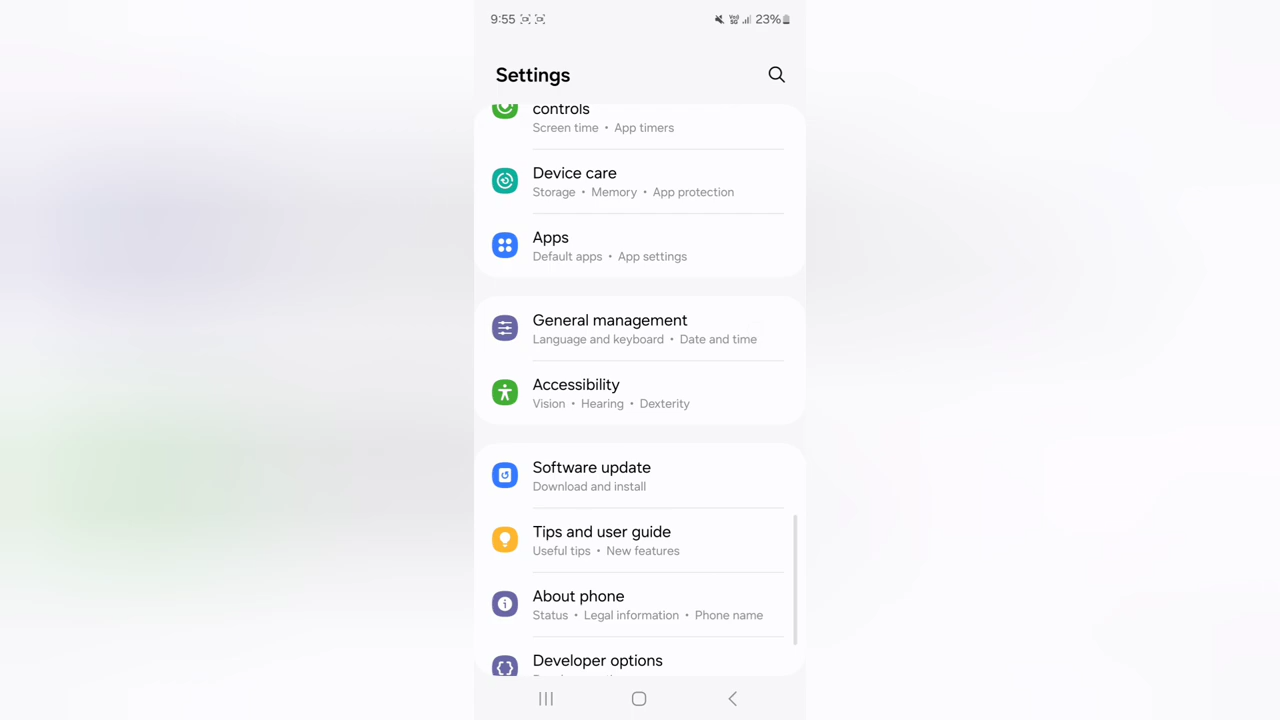 9:55
23%
Settings
controls
Screen time • App timers
Device care
Storage • Memory • App protection
Apps
Default apps • App settings
General management
Language and keyboard • Date and time
Accessibility
Vision • Hearing • Dexterity
Software update
Download and install
Tips and user guide
Useful tips • New features
About phone
Status • Legal information • Phone name
Developer options